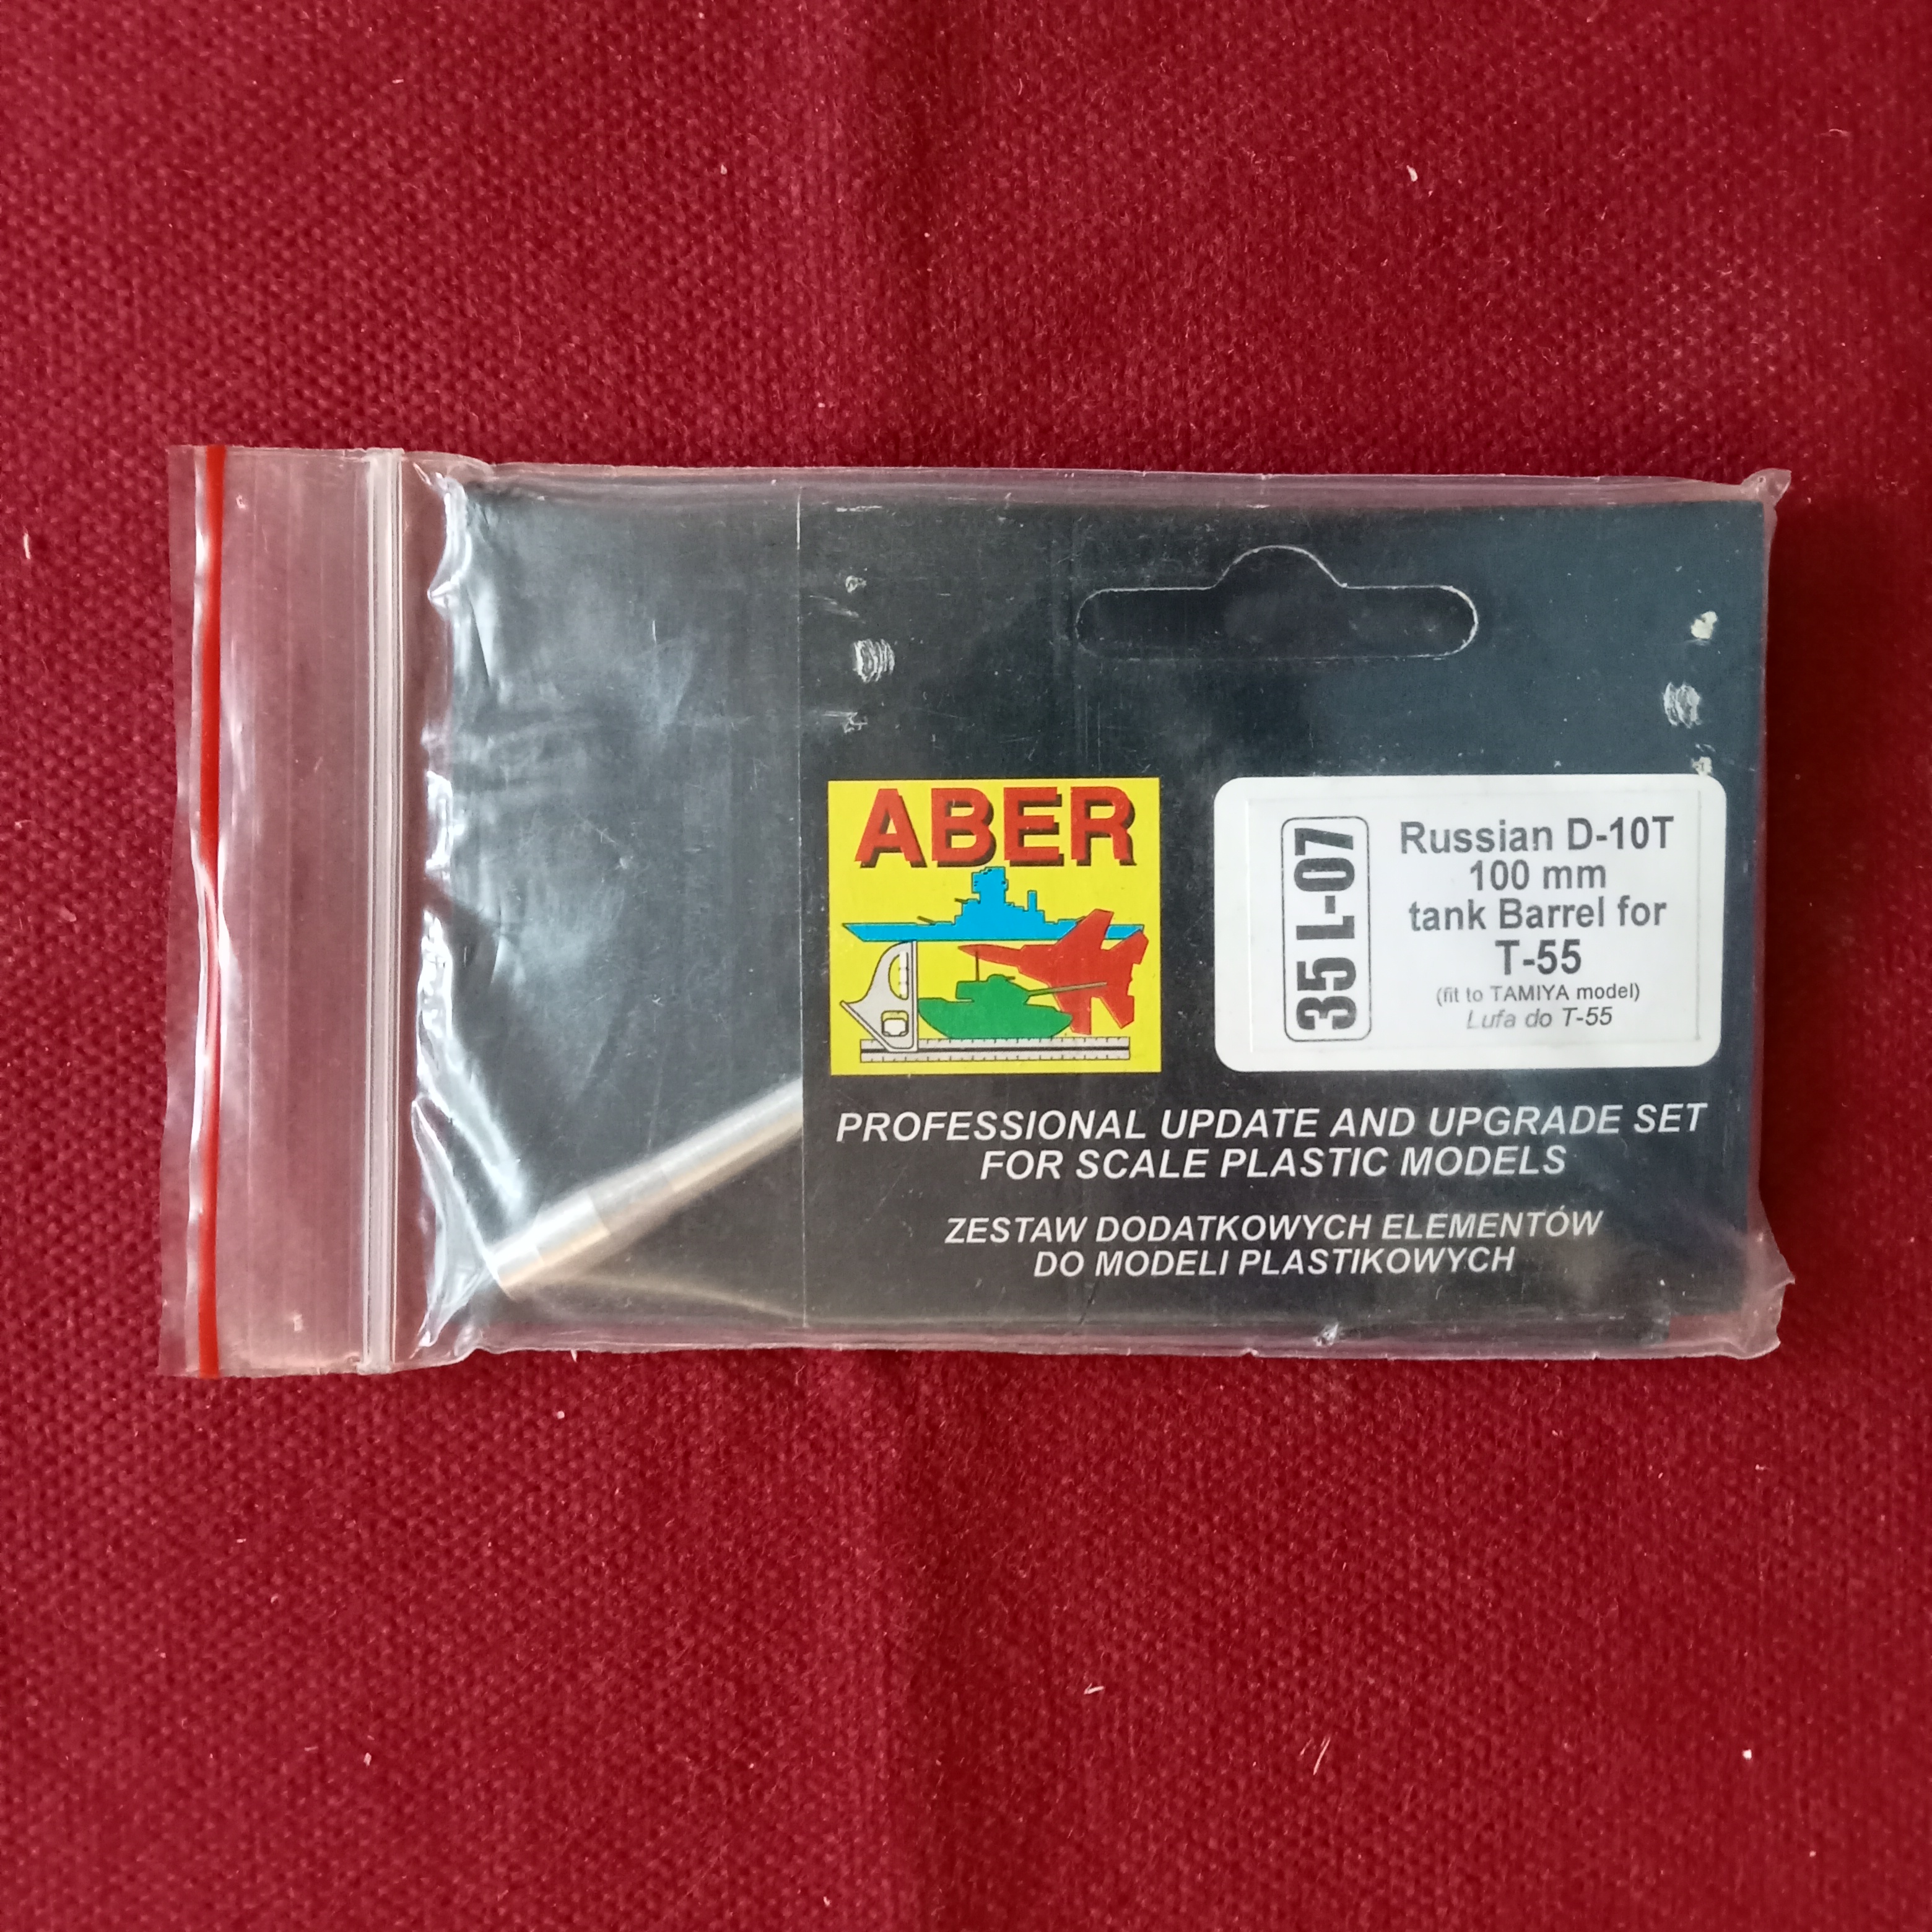 ABER
35 L-07
Russian D-10T
100 mm
tank Barrel for
T-55
(fit to TAMIYA model)
Lufa do T-55
PROFESSIONAL UPDATE AND UPGRADE SET
FOR SCALE PLASTIC MODELS
ZESTAW DODATKOWYCH ELEMENTÓW
DO MODELI PLASTIKOWYCH